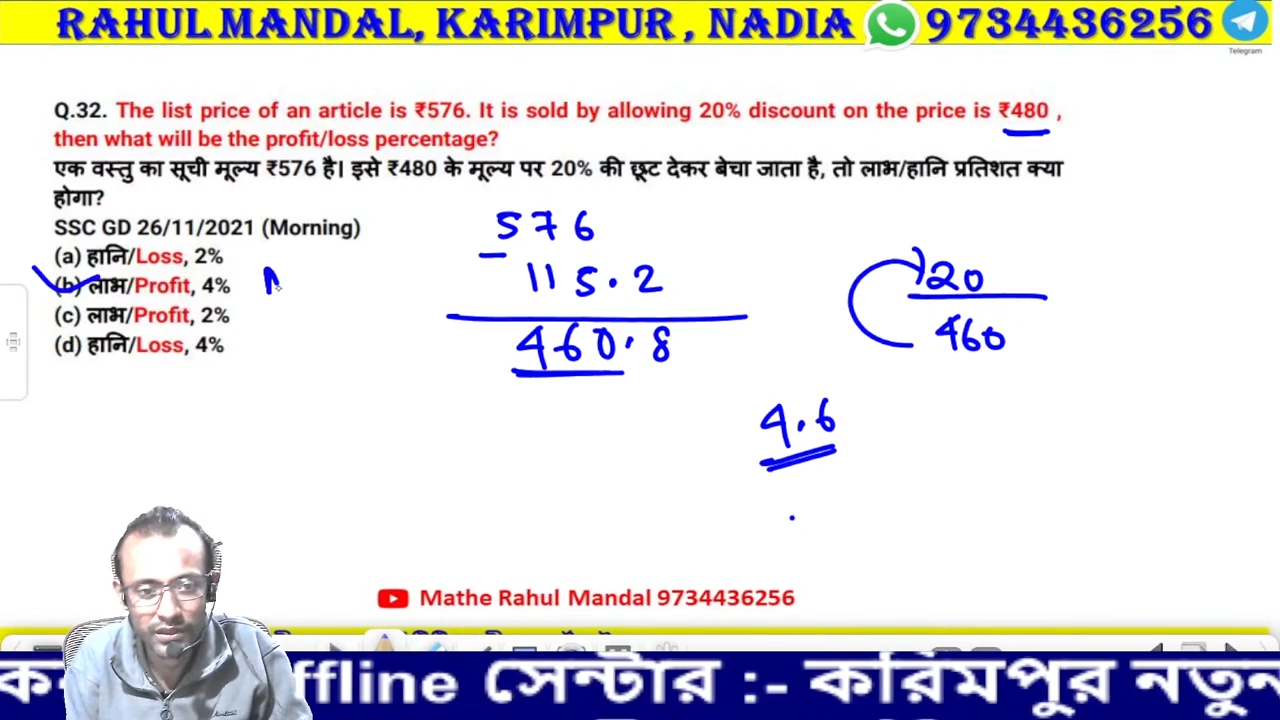 RAHUL MANDAL, KARIMPUR , NADIA 9734436256
Telegram
Q.32. The list price of an article is ₹576. It is sold by allowing 20% discount on the price is ₹480 ,
then what will be the profit/loss percentage?
एक वस्तु का सूची मूल्य ₹576 है। इसे ₹480 के मूल्य पर 20% की छूट देकर बेचा जाता है, तो लाभ/हानि प्रतिशत क्या
होगा?
SSC GD 26/11/2021 (Morning)
(a) हानि/Loss, 2%
(b) लाभ/Profit, 4%
(c) लाभ/Profit, 2%
(d) हानि/Loss, 4%
576
- 115.2
460.8
20
460
4.6
Mathe Rahul Mandal 9734436256
ffline সেন্টার :- করিমপুর নতুন